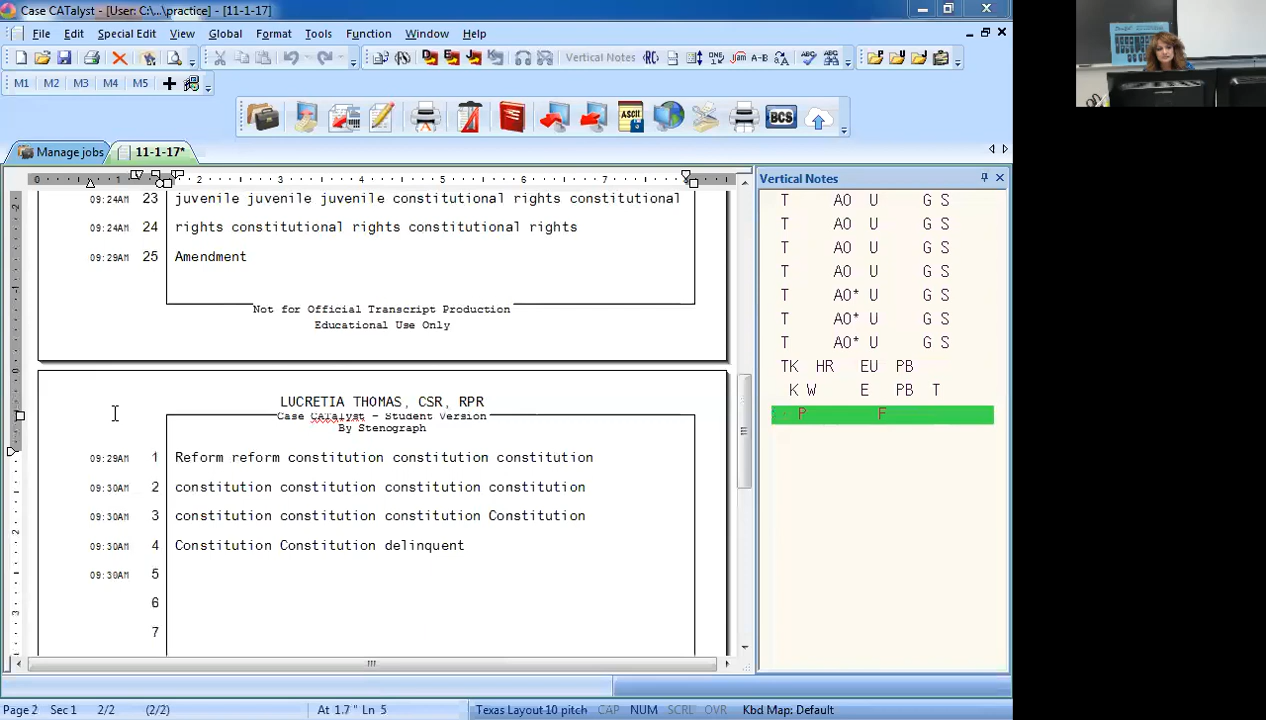 Case CATalyst - [User: C:\...\practice] - [11-1-17]
File Edit Special Edit View Global Format Tools Function Window Help
Vertical Notes
M1 M2 M3 M4 M5
ASCII BCS
Manage jobs 11-1-17*
Vertical Notes
09:24AM 23 juvenile juvenile juvenile constitutional rights constitutional
09:24AM 24 rights constitutional rights constitutional rights
09:29AM 25 Amendment
Not for Official Transcript Production
Educational Use Only
LUCRETIA THOMAS, CSR, RPR
Case CATalyst - Student Version
By Stenograph
09:29AM 1 Reform reform constitution constitution constitution
09:30AM 2 constitution constitution constitution constitution
09:30AM 3 constitution constitution constitution Constitution
09:30AM 4 Constitution Constitution delinquent
09:30AM 5
6
7
T AO U G S
T AO U G S
T AO U G S
T AO U G S
T AO* U G S
T AO* U G S
T AO* U G S
TK HR EU PB
K W E PB T
P F
Page 2 Sec 1 2/2 (2/2) At 1.7" Ln 5 Texas Layout 10 pitch CAP NUM SCRL OVR Kbd Map: Default